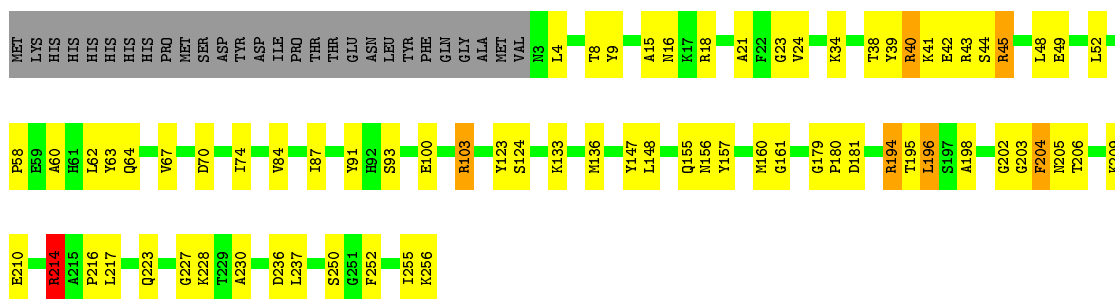 MET LYS HIS HIS HIS HIS HIS HIS PRO MET SER ASP TYR ASP ILE PRO THR THR GLU ASN LEU TYR PHE GLN GLY ALA MET VAL N3 L4 T8 Y9 A15 N16 K17 R18 A21 F22 G23 V24 K34 T38 Y39 R40 K41 E42 R43 S44 R45 L48 E49 L52
P58 E59 A60 H61 L62 Y63 Q64 V67 D70 I74 V84 I87 Y91 H92 S93 E100 R103 Y123 S124 K133 M136 Y147 L148 Q155 N156 Y157 M160 G161 G179 P180 D181 R194 T195 L196 S197 A198 G202 G203 F204 N205 T206 K209
E210 R214 A215 P216 L217 Q223 G227 K228 T229 A230 D236 L237 S250 G251 F252 I255 K256